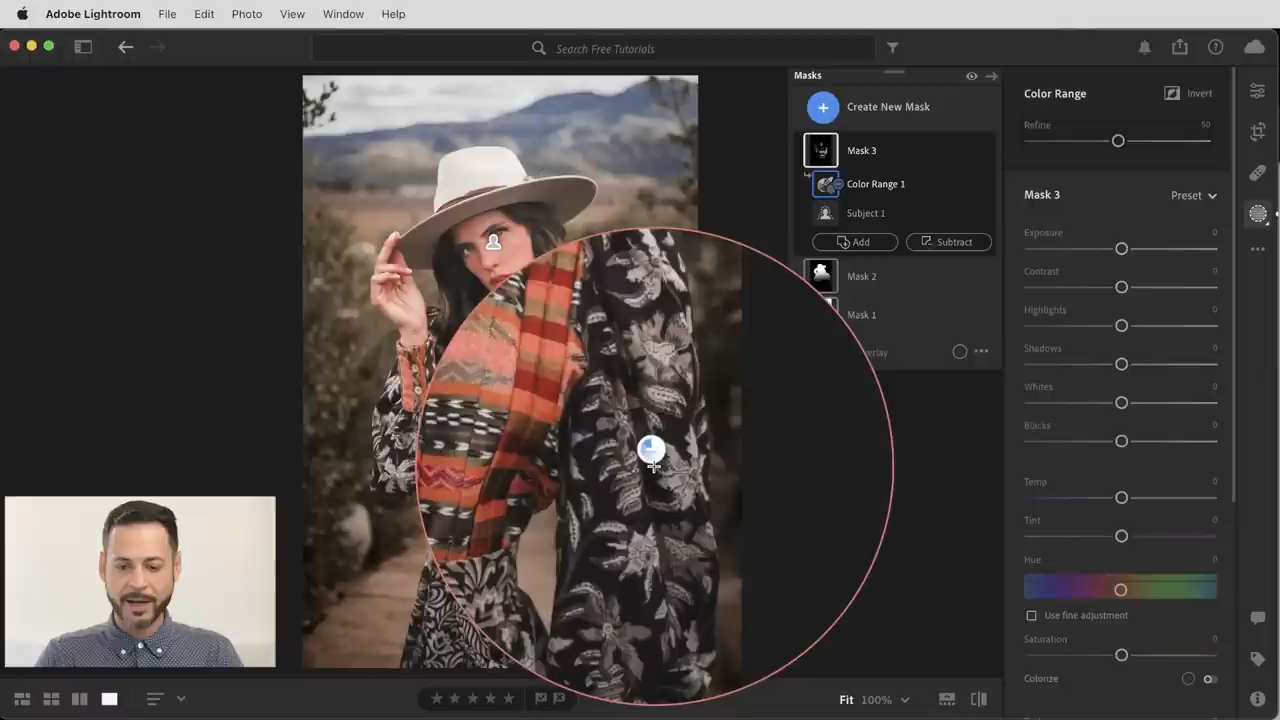 Adobe Lightroom File Edit Photo View Window Help
Search Free Tutorials
Masks
Create New Mask
Mask 3
Color Range 1
Subject 1
Add Subtract
Mask 2
Mask 1
erlay
Color Range Invert
Refine 50
Mask 3 Preset
Exposure 0
Contrast 0
Highlights 0
Shadows 0
Whites 0
Blacks 0
Temp 0
Tint 0
Hue 0
Use fine adjustment
Saturation 0
Colorize
Fit 100%